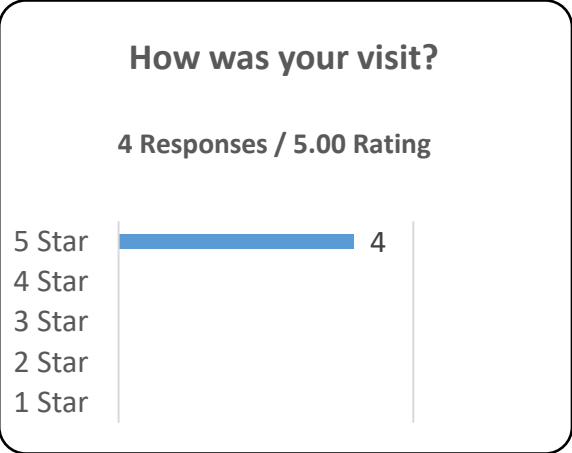 How was your visit?
4 Responses / 5.00 Rating
5 Star 4
4 Star
3 Star
2 Star
1 Star